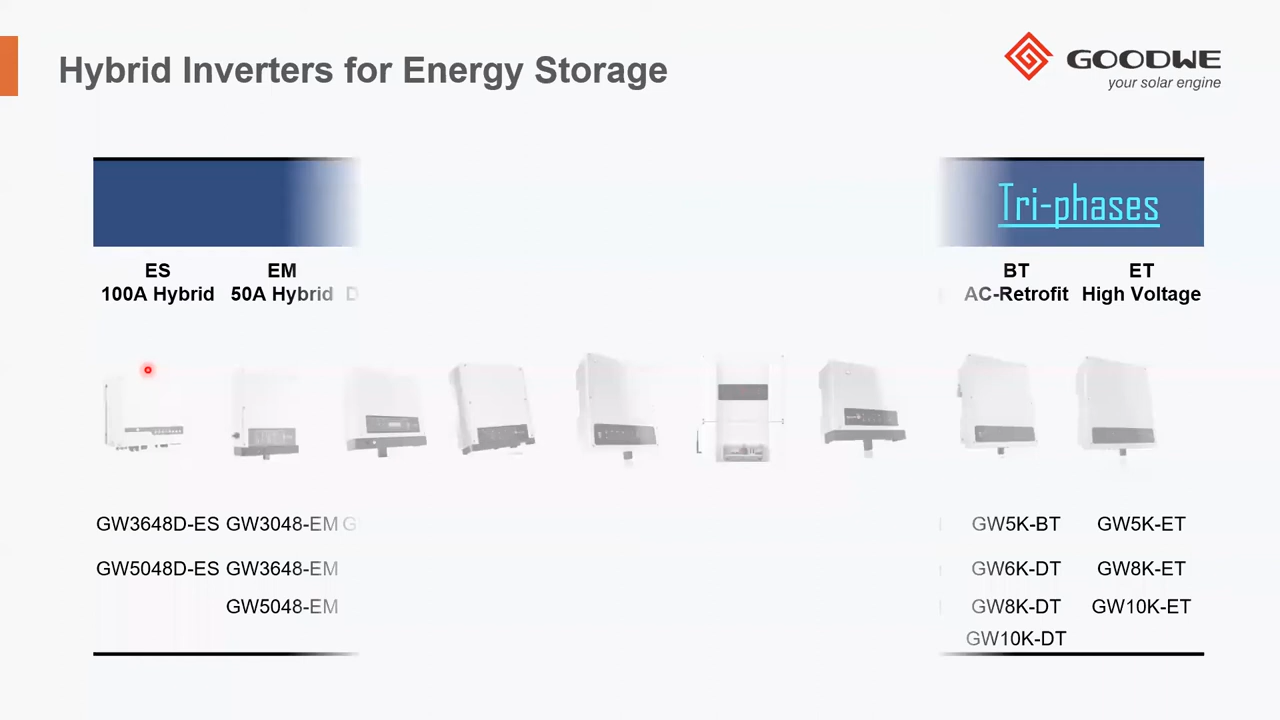 Hybrid Inverters for Energy Storage
GOODWE
your solar engine
Tri-phases
ES
EM
BT
ET
100A Hybrid
50A Hybrid
AC-Retrofit
High Voltage
GW3648D-ES
GW3048-EM
GW5K-BT
GW5K-ET
GW5048D-ES
GW3648-EM
GW6K-DT
GW8K-ET
GW5048-EM
GW8K-DT
GW10K-ET
GW10K-DT